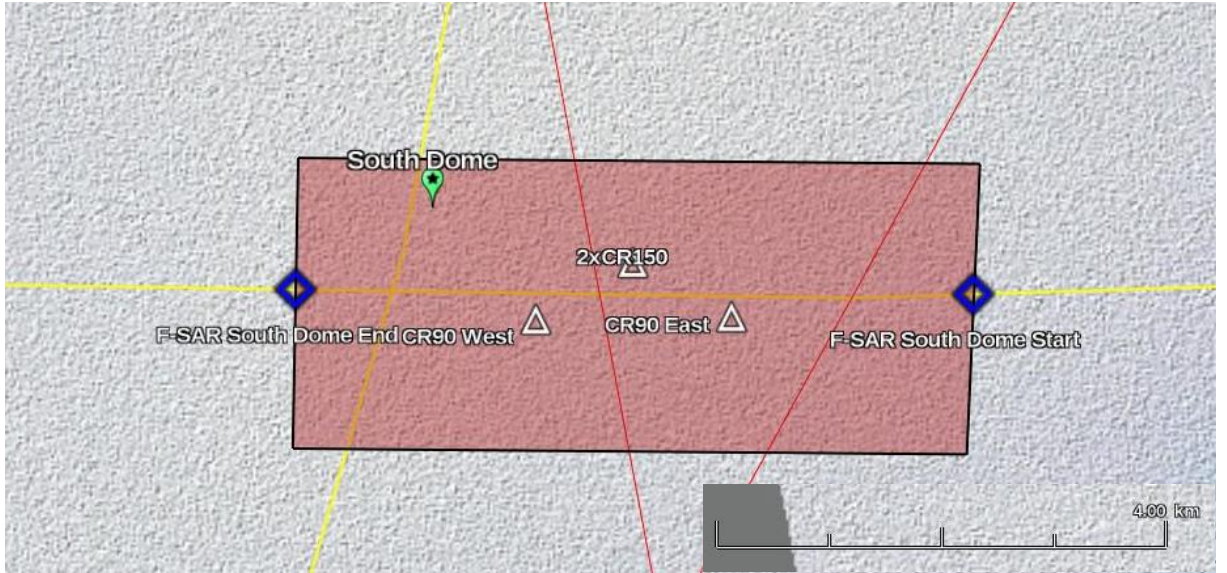 South Dome
2xCR150
F-SAR South Dome End
CR90 West
CR90 East
F-SAR South Dome Start
4.00 km